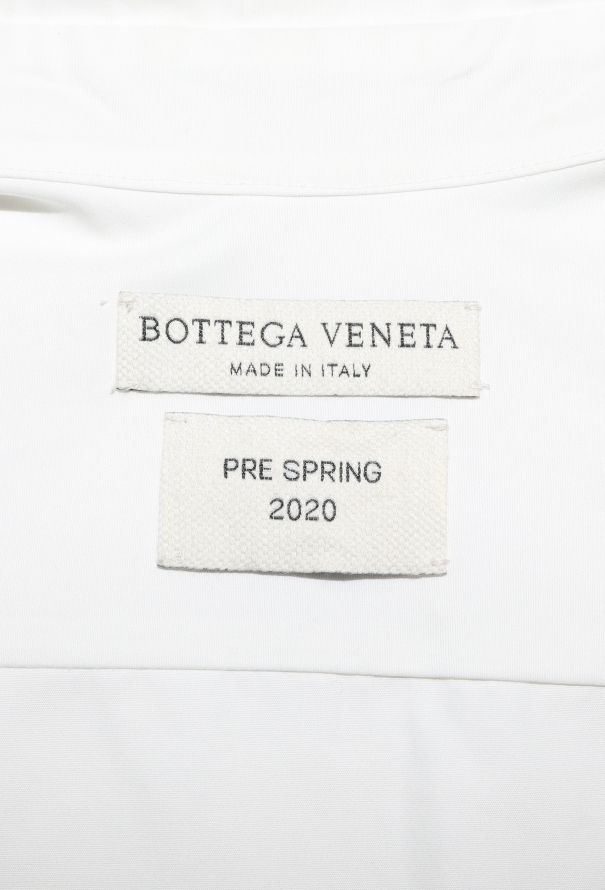 BOTTEGA VENETA
MADE IN ITALY
PRE SPRING
2020